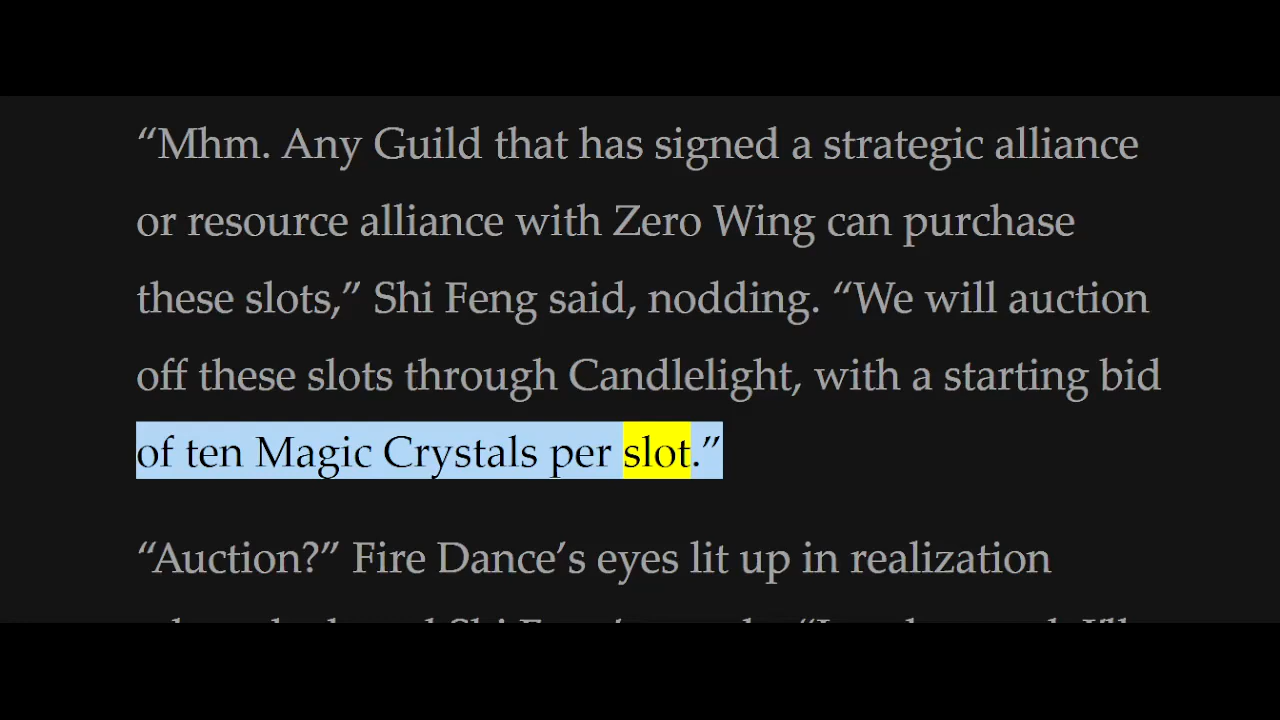 “Mhm. Any Guild that has signed a strategic alliance
or resource alliance with Zero Wing can purchase
these slots,” Shi Feng said, nodding. “We will auction
off these slots through Candlelight, with a starting bid
of ten Magic Crystals per slot.”
“Auction?” Fire Dance’s eyes lit up in realization